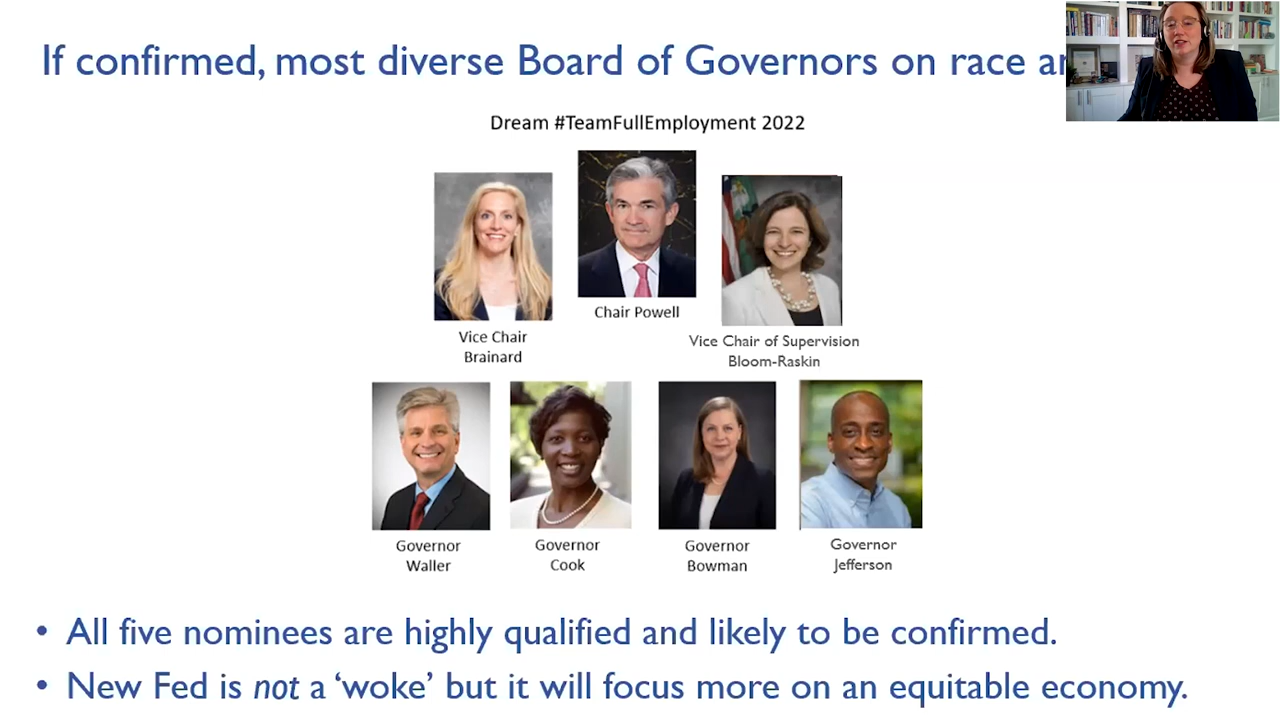 If confirmed, most diverse Board of Governors on race
Dream #TeamFullEmployment 2022
Chair Powell
Vice Chair
Brainard
Vice Chair of Supervision
Bloom-Raskin
Governor
Waller
Governor
Cook
Governor
Bowman
Governor
Jefferson
• All five nominees are highly qualified and likely to be confirmed.
• New Fed is not a ‘woke’ but it will focus more on an equitable economy.